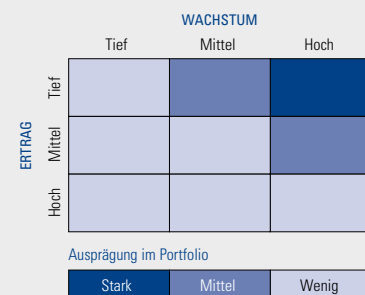 WACHSTUM
Tief Mittel Hoch
ERTRAG
Tief
Mittel
Hoch
Ausprägung im Portfolio
Stark Mittel Wenig